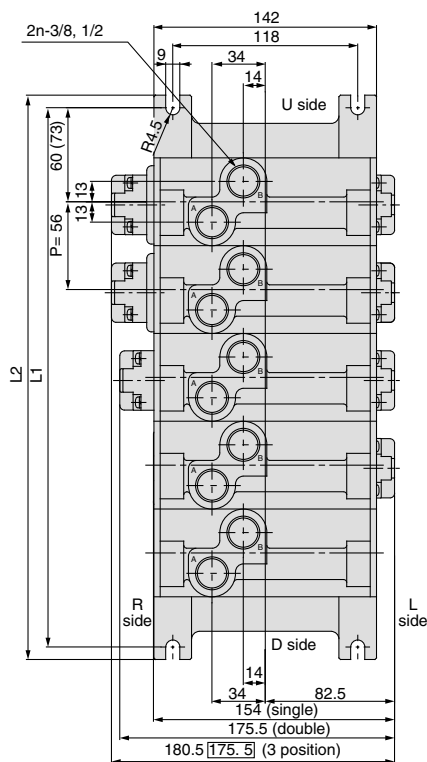 142
118
2n-3/8, 1/2
9
34
14
U side
R4.5
60 (73)
13
13
P= 56
A
B
A
B
A
B
A
B
A
B
L2
L1
R side
L side
D side
14
34
82.5
154 (single)
175.5 (double)
180.5 175. 5 (3 position)